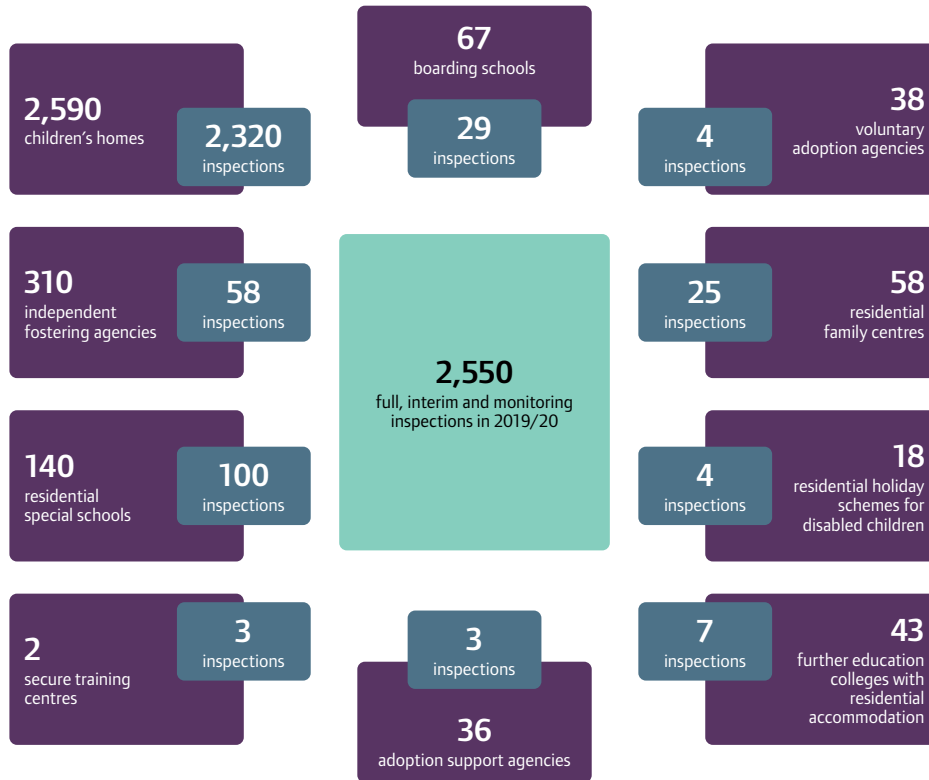 67
boarding schools
29
inspections
2,590
children’s homes
2,320
inspections
4
inspections
38
voluntary
adoption agencies
310
independent
fostering agencies
58
inspections
2,550
full, interim and monitoring
inspections in 2019/20
25
inspections
58
residential
family centres
140
residential
special schools
100
inspections
4
inspections
18
residential holiday
schemes for
disabled children
2
secure training
centres
3
inspections
3
inspections
36
adoption support agencies
7
inspections
43
further education
colleges with
residential
accommodation